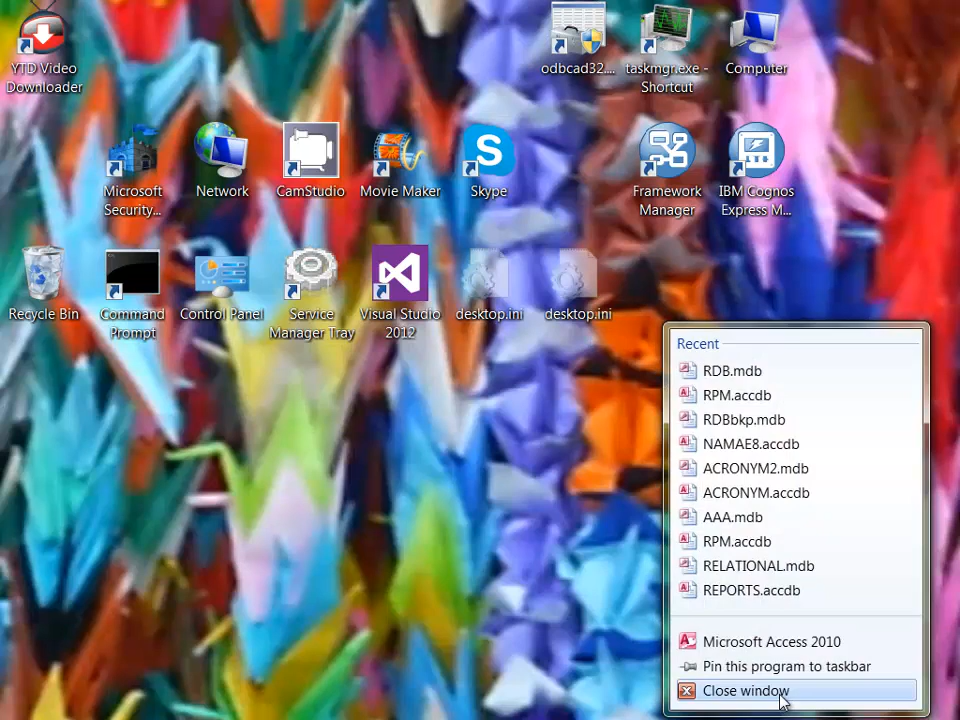 YTD Video
Downloader
odbcad32....
taskmgr.exe -
Shortcut
Computer
Microsoft
Security...
Network
CamStudio
Movie Maker
Skype
Framework
Manager
IBM Cognos
Express M...
Recycle Bin
Command
Prompt
Control Panel
Service
Manager Tray
Visual Studio
2012
desktop.ini
desktop.ini
Recent
RDB.mdb
RPM.accdb
RDBbkp.mdb
NAMAE8.accdb
ACRONYM2.mdb
ACRONYM.accdb
AAA.mdb
RPM.accdb
RELATIONAL.mdb
REPORTS.accdb
Microsoft Access 2010
Pin this program to taskbar
Close window